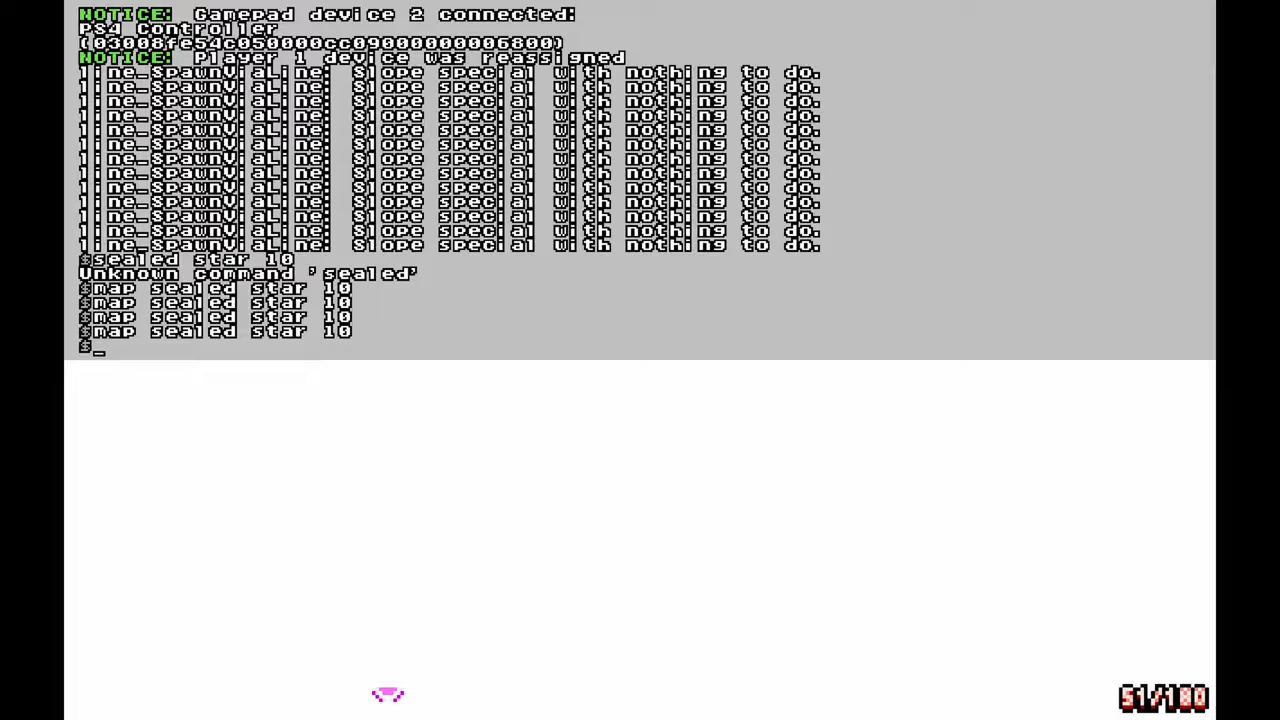 NOTICE: Gamepad device 2 connected:
PS4 Controller
(03008fe54c050000cc09000000006800)
NOTICE: Player 1 device was reassigned
line_SpawnViaLine: Slope special with nothing to do.
line_SpawnViaLine: Slope special with nothing to do.
line_SpawnViaLine: Slope special with nothing to do.
line_SpawnViaLine: Slope special with nothing to do.
line_SpawnViaLine: Slope special with nothing to do.
line_SpawnViaLine: Slope special with nothing to do.
line_SpawnViaLine: Slope special with nothing to do.
line_SpawnViaLine: Slope special with nothing to do.
line_SpawnViaLine: Slope special with nothing to do.
line_SpawnViaLine: Slope special with nothing to do.
line_SpawnViaLine: Slope special with nothing to do.
line_SpawnViaLine: Slope special with nothing to do.
line_SpawnViaLine: Slope special with nothing to do.
$sealed star 10
Unknown command 'sealed'
$map sealed star 10
$map sealed star 10
$map sealed star 10
$map sealed star 10
$_
51/100